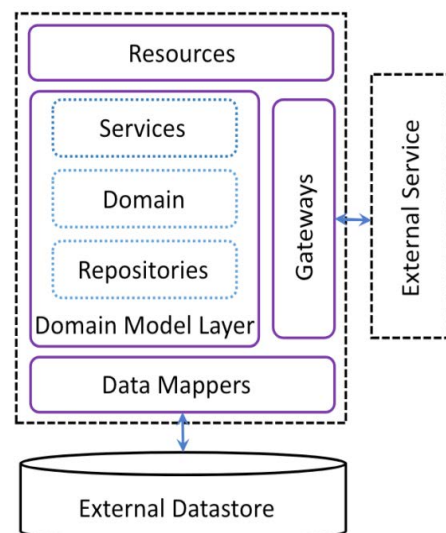 Resources
Services
Domain
Repositories
Domain Model Layer
Gateways
External Service
Data Mappers
External Datastore